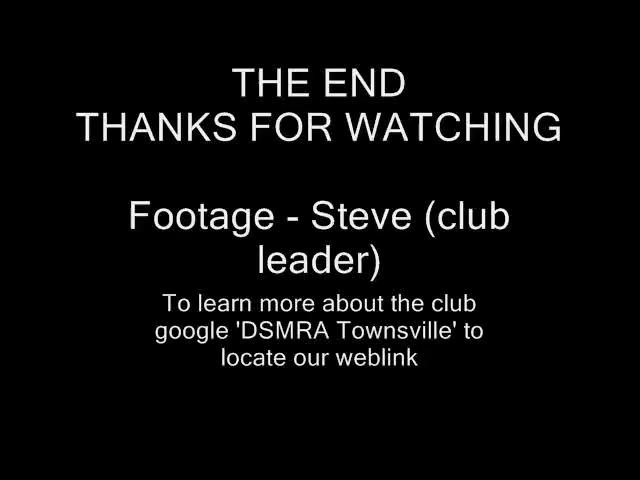 THE END
THANKS FOR WATCHING
Footage - Steve (club
leader)
To learn more about the club
google 'DSMRA Townsville' to
locate our weblink